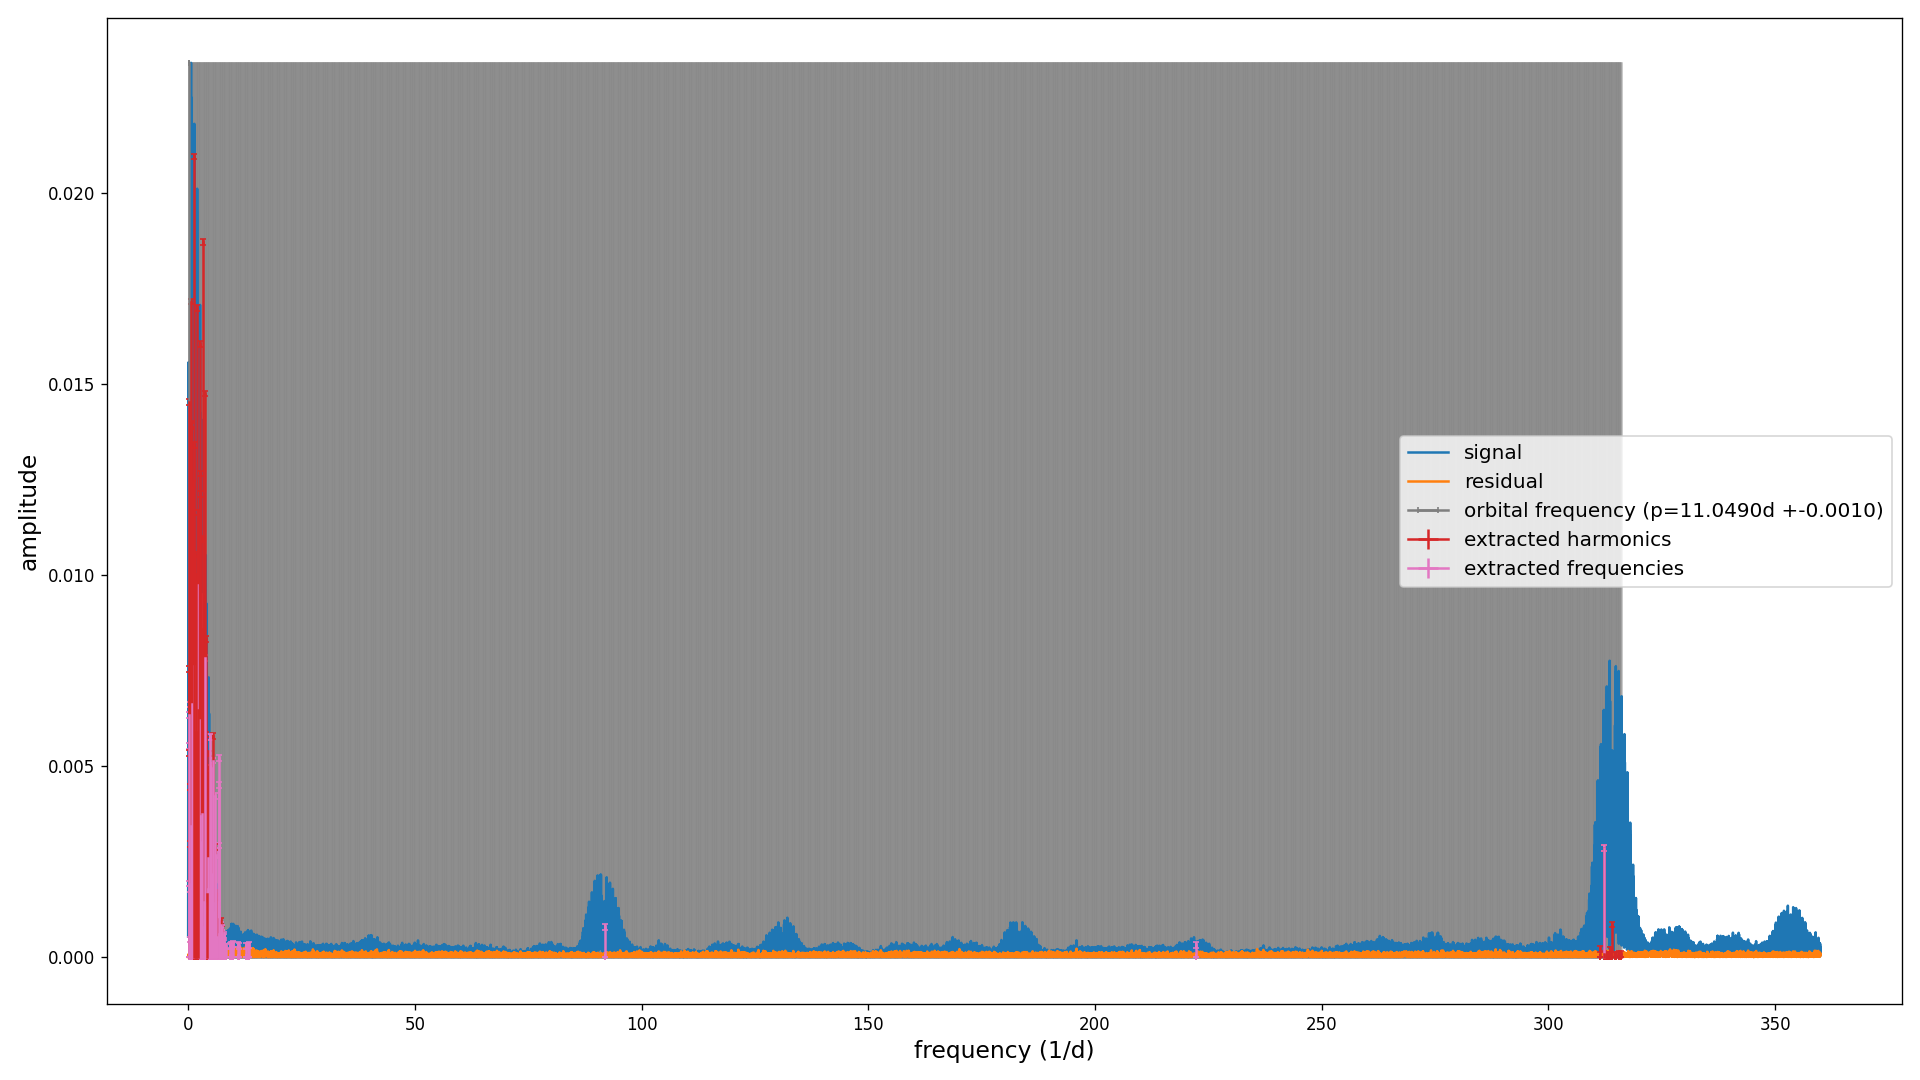 amplitude
0.020
0.015
0.010
0.005
0.000
signal
residual
orbital frequency (p=11.0490d +-0.0010)
extracted harmonics
extracted frequencies
0 50 100 150 200 250 300 350
frequency (1/d)